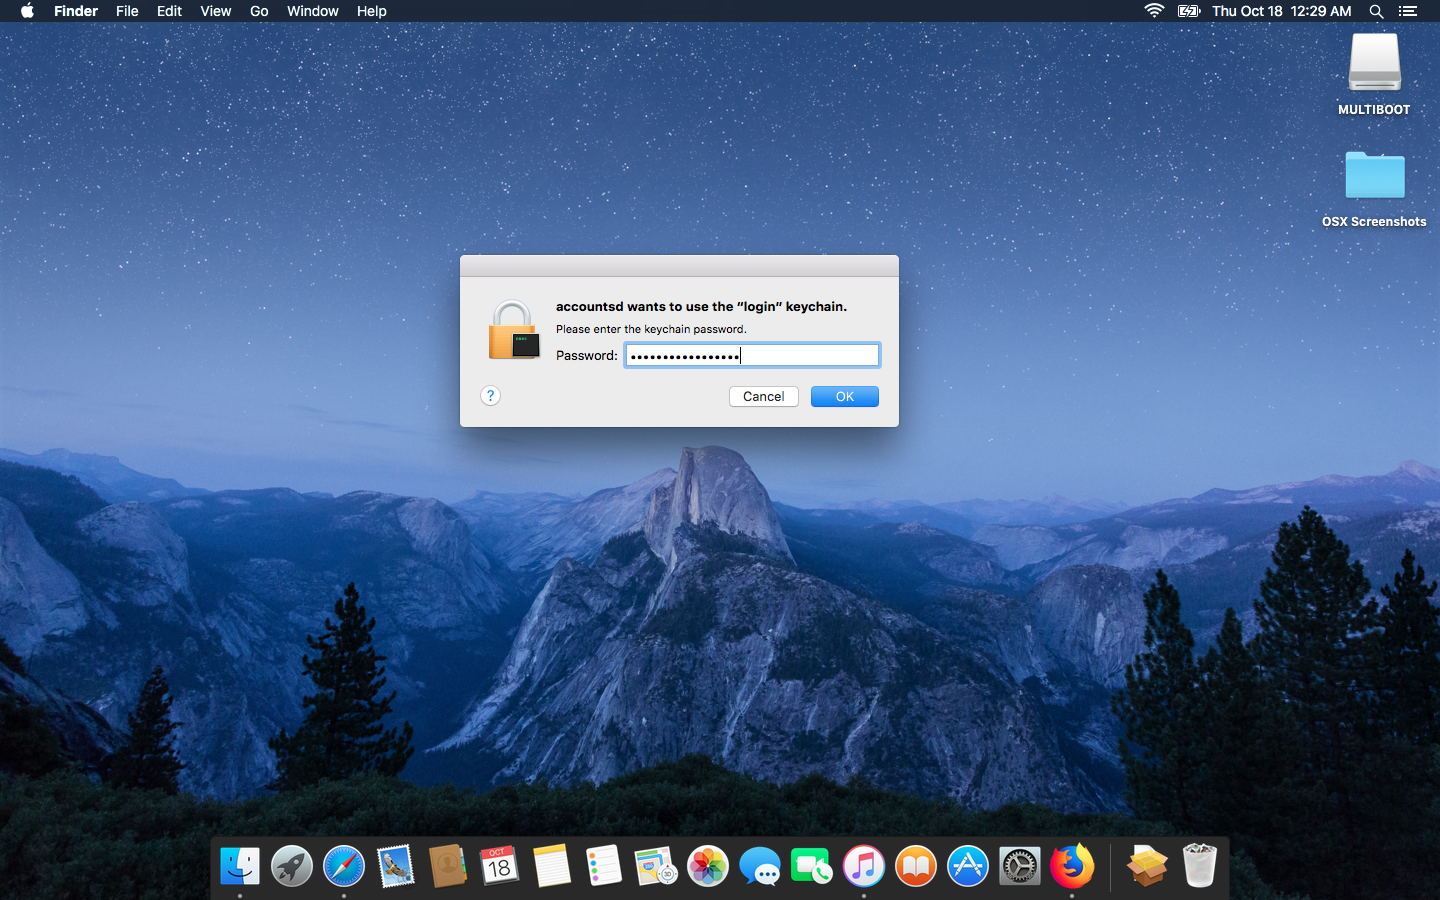 Finder File Edit View Go Window Help Thu Oct 18 12:29 AM
MULTIBOOT
OSX Screenshots
accountsd wants to use the “login” keychain.
Please enter the keychain password.
Password: •••••••••••••••••
? Cancel OK
OCT
18
3D